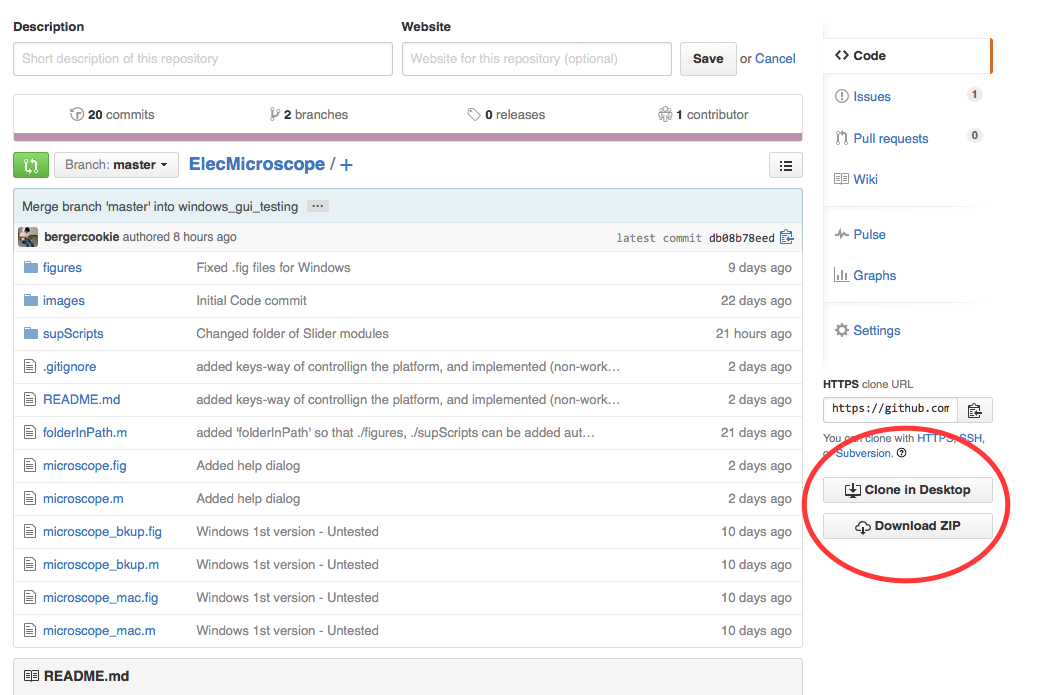 Description
Website
Short description of this repository
Website for this repository (optional)
Save or Cancel
20 commits
2 branches
0 releases
1 contributor
Branch: master
ElecMicroscope / +
Merge branch 'master' into windows_gui_testing ...
bergercookie authored 8 hours ago
latest commit db08b78eed
figures Fixed .fig files for Windows 9 days ago
images Initial Code commit 22 days ago
supScripts Changed folder of Slider modules 21 hours ago
.gitignore added keys-way of controllign the platform, and implemented (non-work… 2 days ago
README.md added keys-way of controllign the platform, and implemented (non-work… 2 days ago
folderInPath.m added 'folderInPath' so that ./figures, ./supScripts can be added aut… 21 days ago
microscope.fig Added help dialog 2 days ago
microscope.m Added help dialog 2 days ago
microscope_bkup.fig Windows 1st version - Untested 10 days ago
microscope_bkup.m Windows 1st version - Untested 10 days ago
microscope_mac.fig Windows 1st version - Untested 10 days ago
microscope_mac.m Windows 1st version - Untested 10 days ago
README.md
Code
Issues 1
Pull requests 0
Wiki
Pulse
Graphs
Settings
HTTPS clone URL
https://github.com
You can clone with HTTPS, SSH,
or Subversion.
Clone in Desktop
Download ZIP